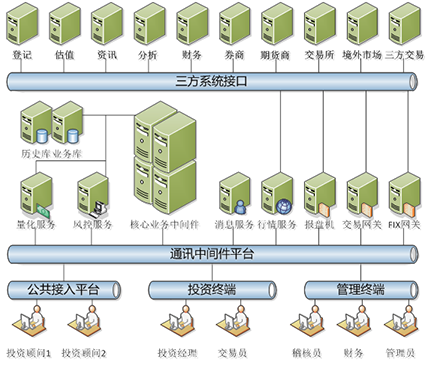 登记 估值 资讯 分析 财务 券商 期货商 交易所 境外市场 三方交易
三方系统接口
历史库 业务库
量化服务 风控服务 核心业务中间件 消息服务 行情服务 报盘机 交易网关 FIX网关
通讯中间件平台
公共接入平台 投资终端 管理终端
投资顾问1 投资顾问2 投资经理 交易员 稽核员 财务 管理员